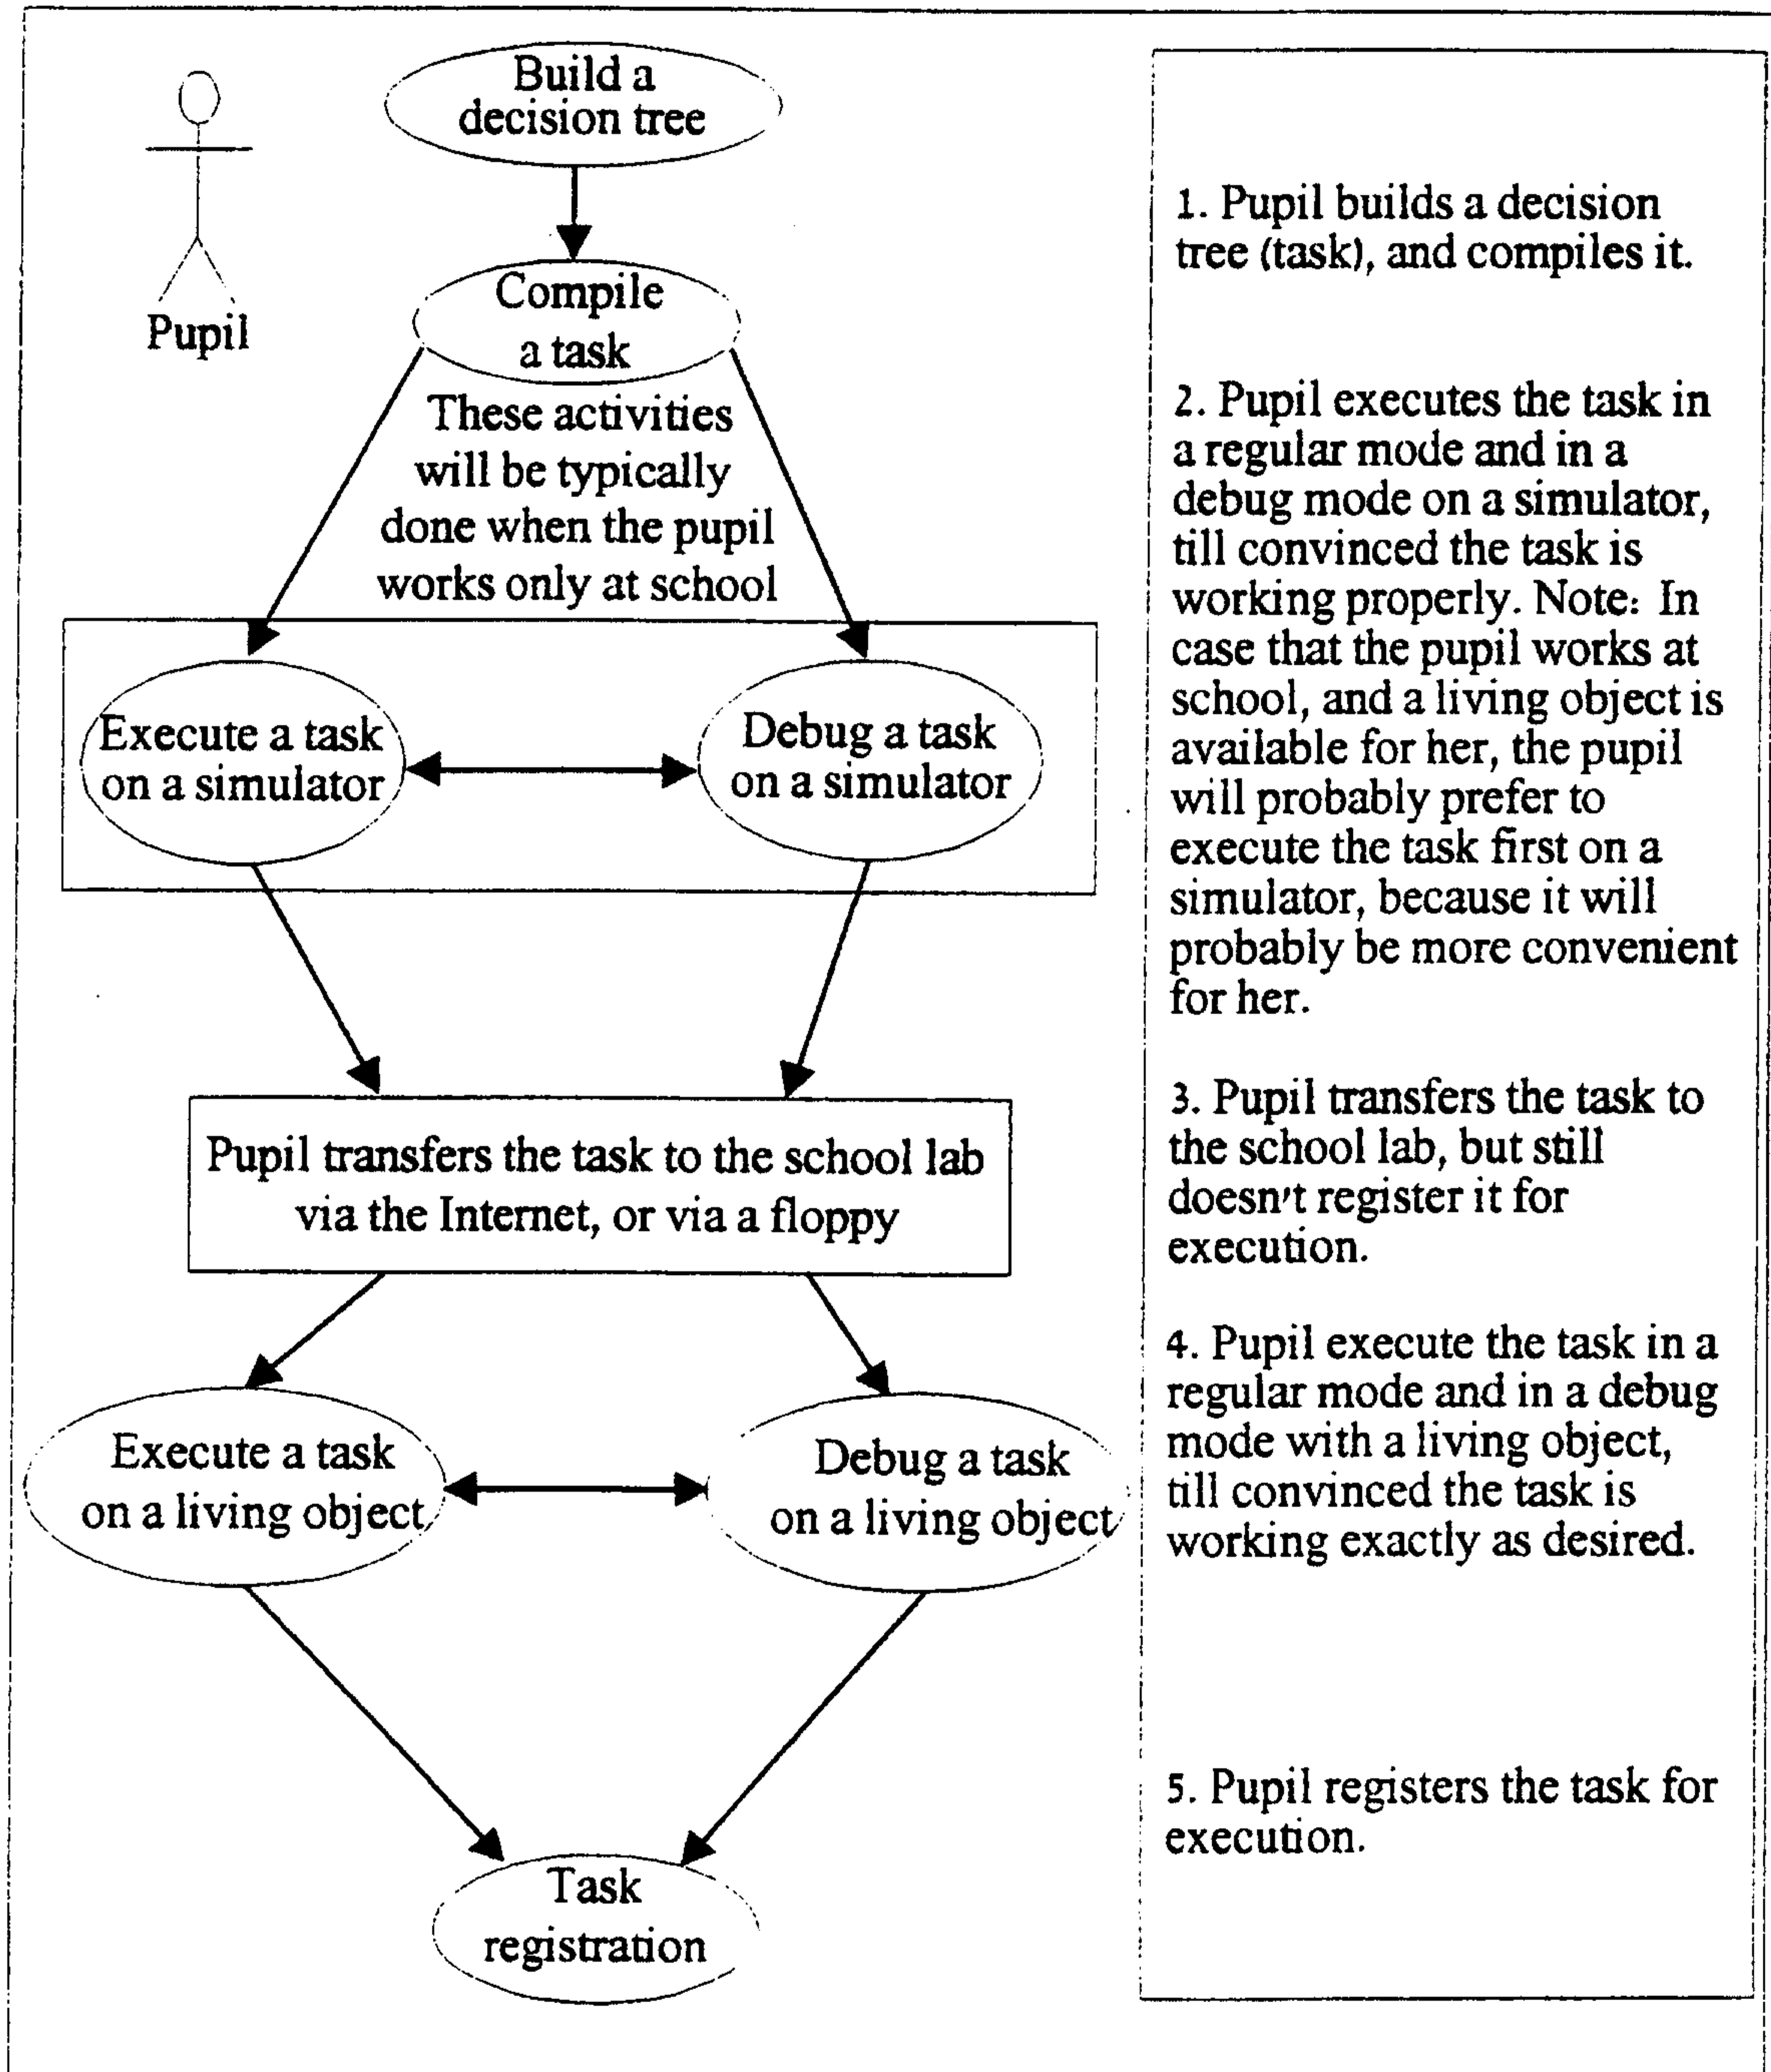 Build a
decision tree
Pupil
Compile
a task
These activities
will be typically
done when the pupil
works only at school
Execute a task
on a simulator
Debug a task
on a simulator
Pupil transfers the task to the school lab
via the Internet, or via a floppy
Execute a task
on a living object
Debug a task
on a living object
Task
registration
1. Pupil builds a decision
tree (task), and compiles it.
2. Pupil executes the task in
a regular mode and in a
debug mode on a simulator,
till convinced the task is
working properly. Note: In
case that the pupil works at
school, and a living object is
available for her, the pupil
will probably prefer to
execute the task first on a
simulator, because it will
probably be more convenient
for her.
3. Pupil transfers the task to
the school lab, but still
doesn't register it for
execution.
4. Pupil execute the task in a
regular mode and in a debug
mode with a living object,
till convinced the task is
working exactly as desired.
5. Pupil registers the task for
execution.